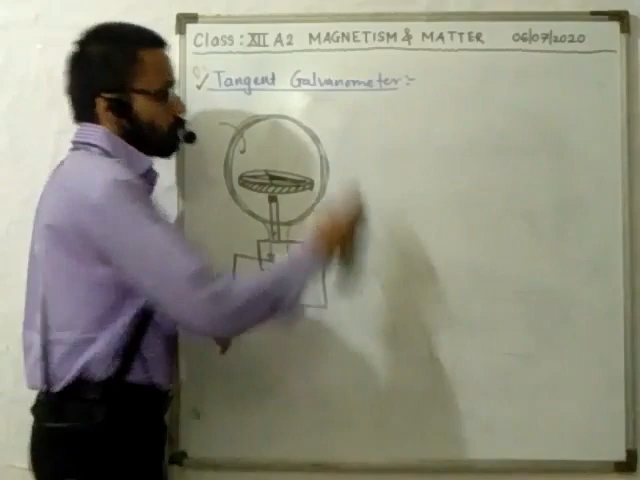 Class : XII A2 MAGNETISM & MATTER 06/07/2020
✓ Tangent Galvanometer :-